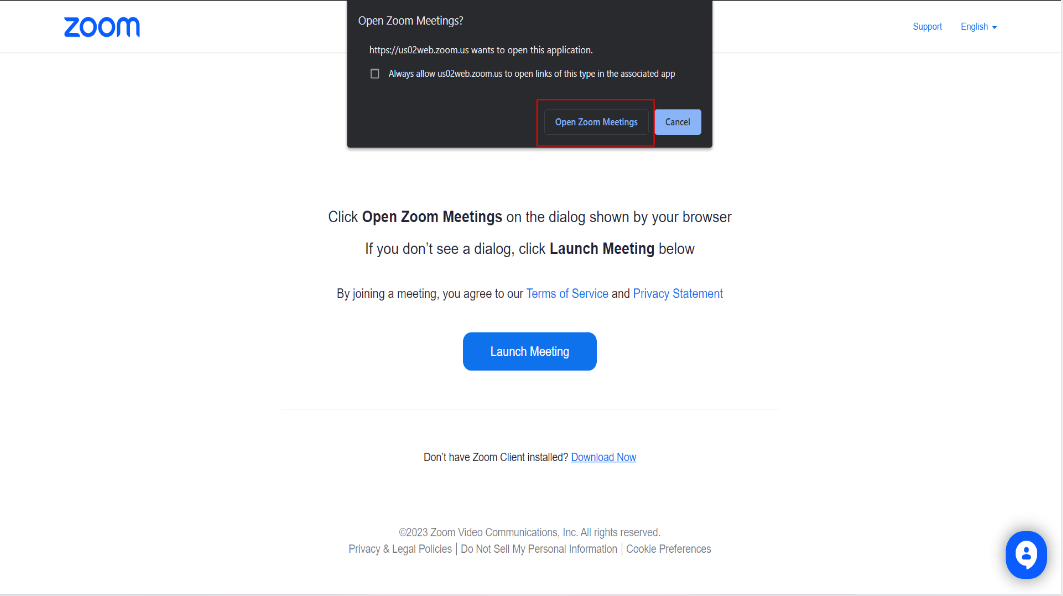 zoom
Support English
Open Zoom Meetings?
https://us02web.zoom.us wants to open this application.
Always allow us02web.zoom.us to open links of this type in the associated app
Open Zoom Meetings Cancel
Click Open Zoom Meetings on the dialog shown by your browser
If you don't see a dialog, click Launch Meeting below
By joining a meeting, you agree to our Terms of Service and Privacy Statement
Launch Meeting
Don't have Zoom Client installed? Download Now
©2023 Zoom Video Communications, Inc. All rights reserved.
Privacy & Legal Policies | Do Not Sell My Personal Information | Cookie Preferences